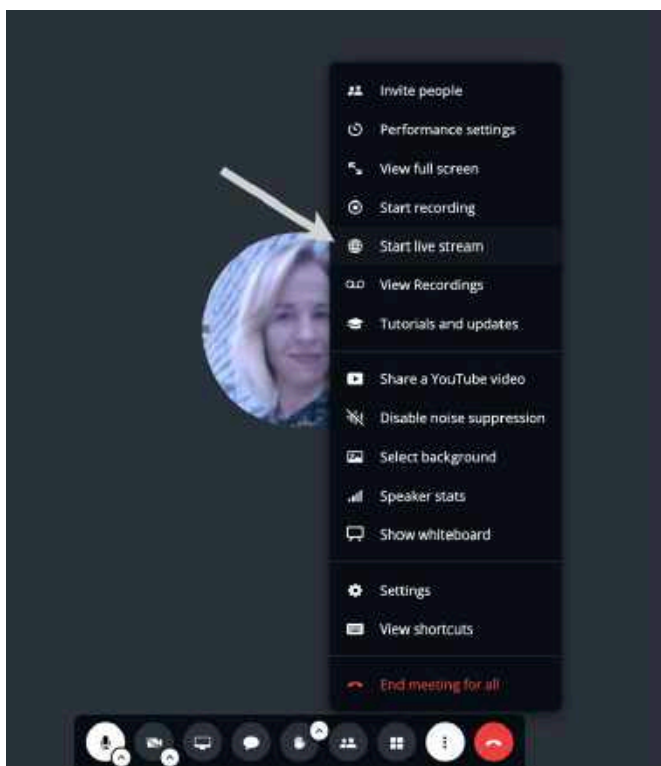 Invite people
Performance settings
View full screen
Start recording
Start live stream
View Recordings
Tutorials and updates
Share a YouTube video
Disable noise suppression
Select background
Speaker stats
Show whiteboard
Settings
View shortcuts
End meeting for all